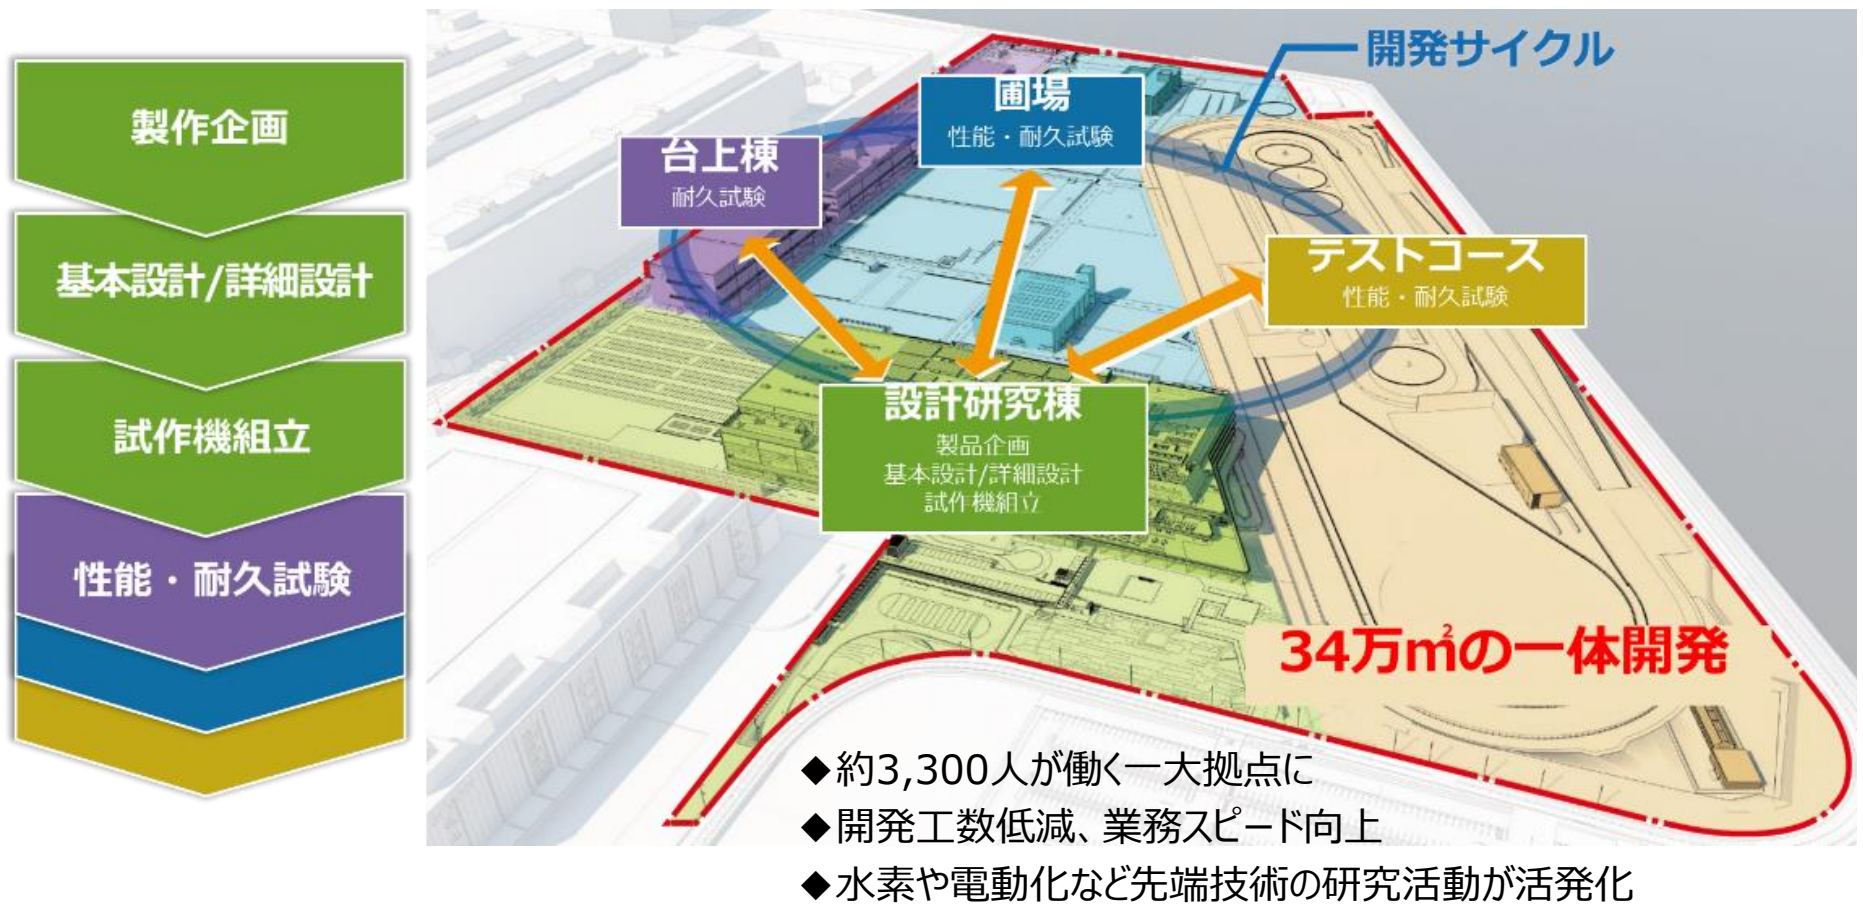 製作企画
基本設計/詳細設計
試作機組立
性能・耐久試験
開発サイクル
圃場
性能・耐久試験
台上棟
耐久試験
テストコース
性能・耐久試験
設計研究棟
製品企画
基本設計/詳細設計
試作機組立
34万㎡の一体開発
◆約3,300人が働く一大拠点に
◆開発工数低減、業務スピード向上
◆水素や電動化など先端技術の研究活動が活発化